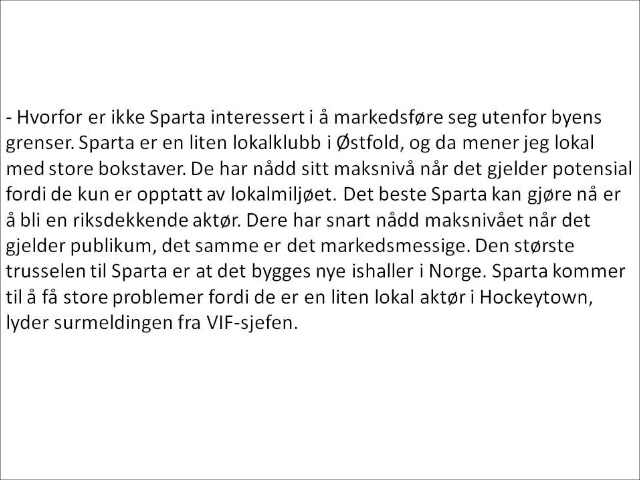 - Hvorfor er ikke Sparta interessert i å markedsføre seg utenfor byens
grenser. Sparta er en liten lokalklubb i Østfold, og da mener jeg lokal
med store bokstaver. De har nådd sitt maksnivå når det gjelder potensial
fordi de kun er opptatt av lokalmiljøet. Det beste Sparta kan gjøre nå er
å bli en riksdekkende aktør. Dere har snart nådd maksnivået når det
gjelder publikum, det samme er det markedsmessige. Den største
trusselen til Sparta er at det bygges nye ishaller i Norge. Sparta kommer
til å få store problemer fordi de er en liten lokal aktør i Hockeytown,
lyder surmeldingen fra VIF-sjefen.